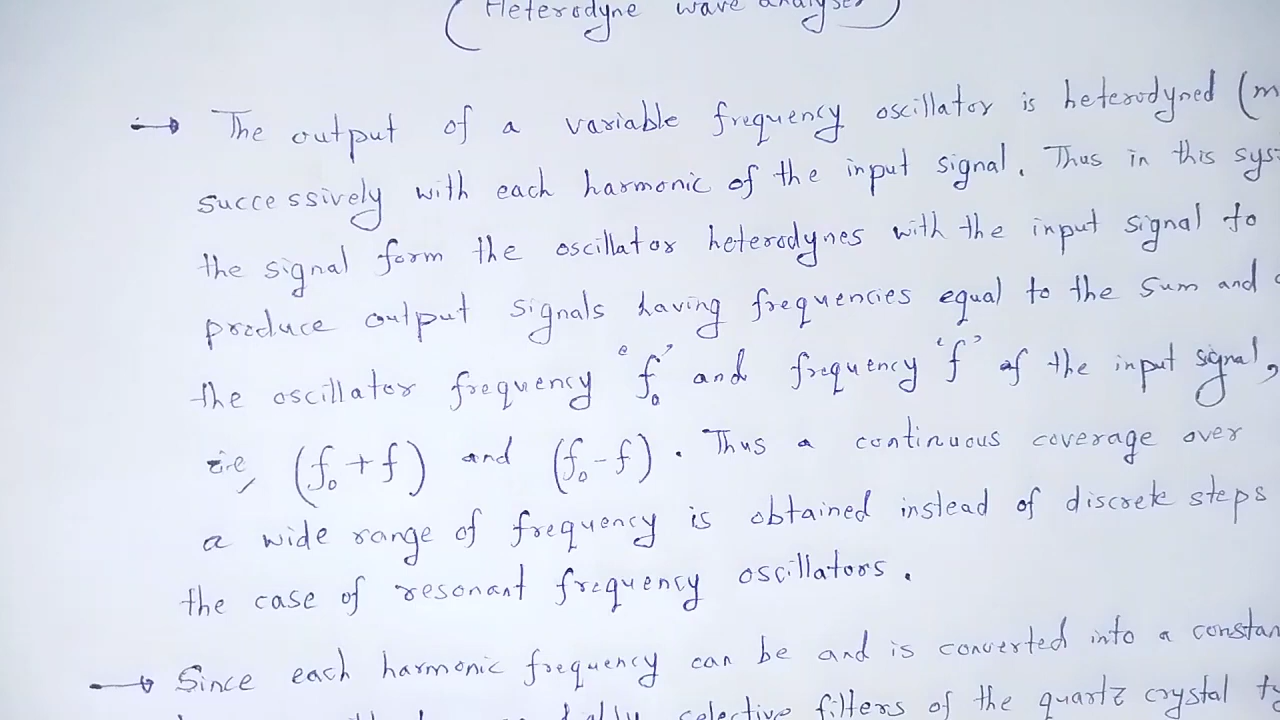 (Heterodyne wave analyser)
→ The output of a variable frequency oscillator is heterodyned (m
successively with each harmonic of the input signal. Thus in this sys
the signal form the oscillator heterodynes with the input signal to
produce output signals having frequencies equal to the sum and
the oscillator frequency 'f₀' and frequency 'f' of the input signal,
ie, (f₀+f) and (f₀-f). Thus a continuous coverage over
a wide range of frequency is obtained instead of discrete steps
the case of resonant frequency oscillators.
→ Since each harmonic frequency can be and is converted into a constan
selective filters of the quartz crystal ty